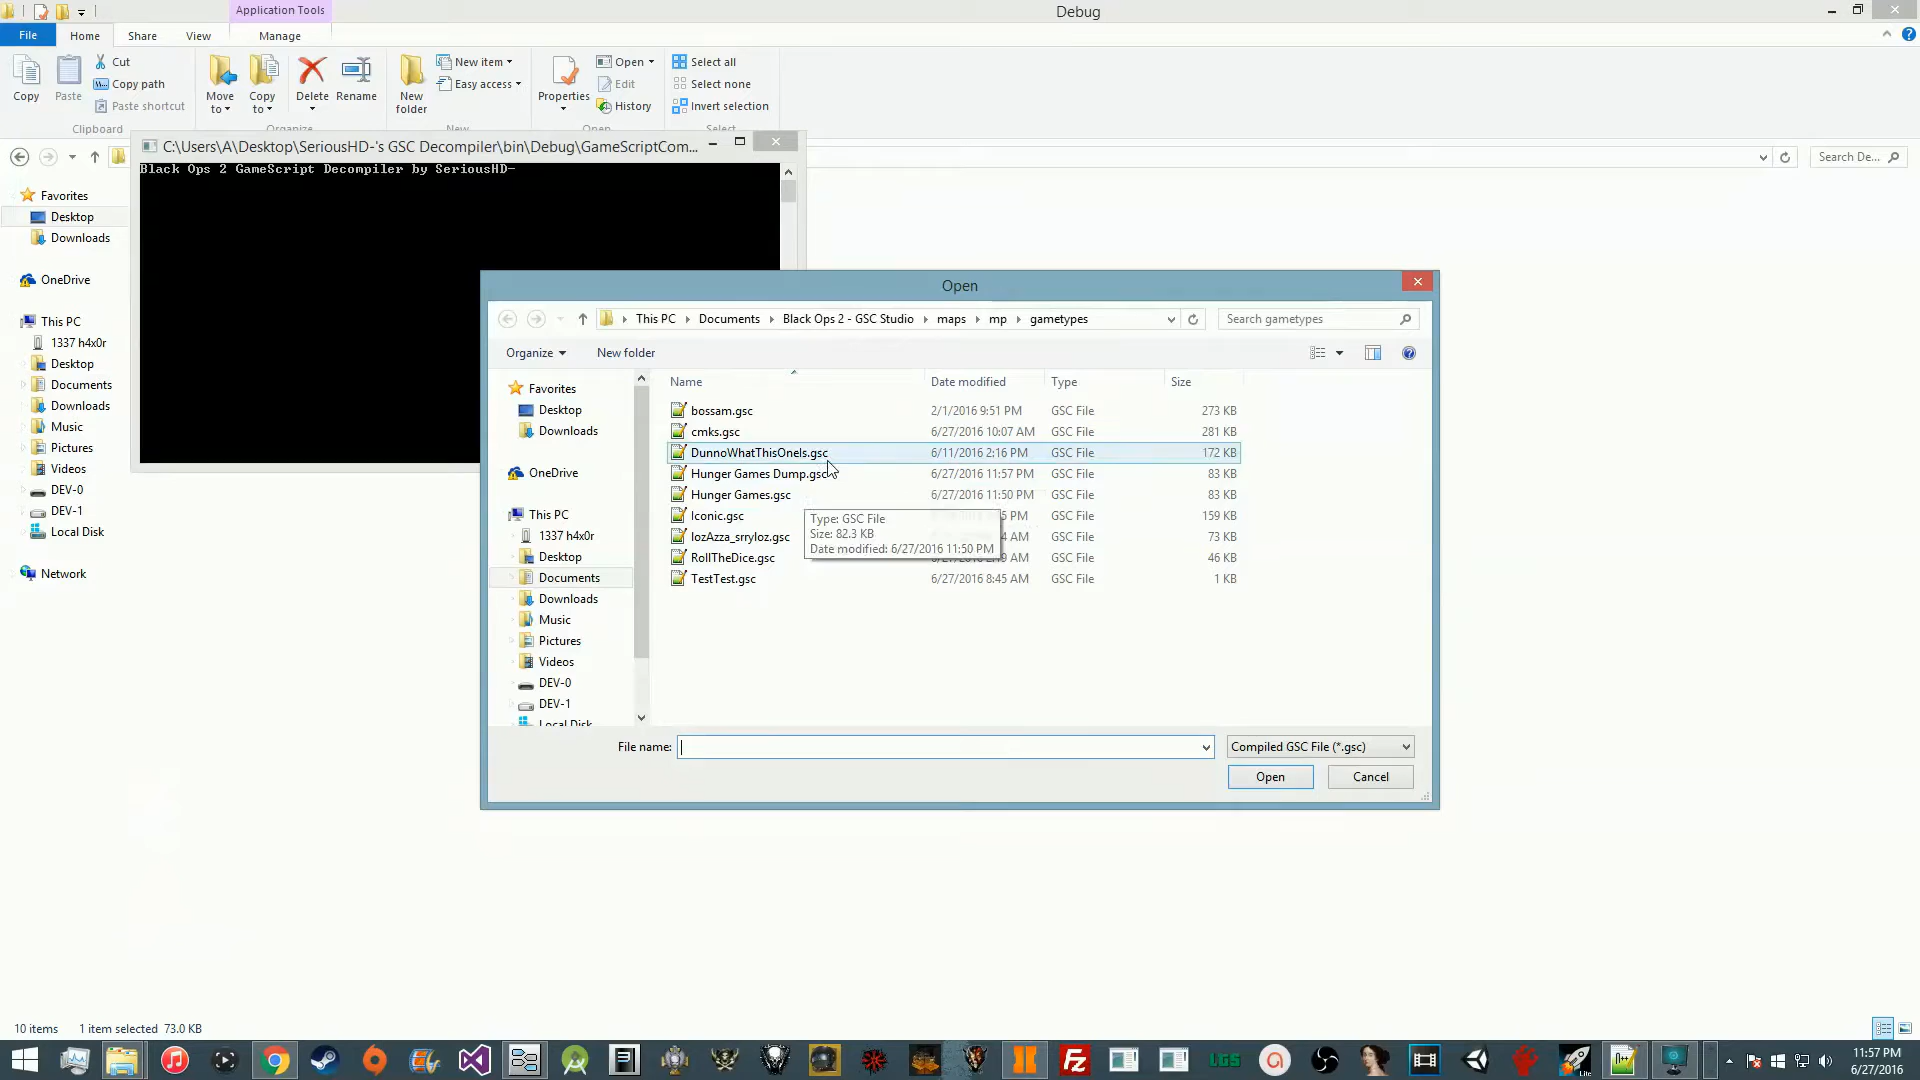 Application Tools
Debug
File
Home
Share
View
Manage
Copy
Paste
Cut
Copy path
Paste shortcut
Clipboard
Move to
Copy to
Delete
Rename
Organize
New folder
New item
Easy access
New
Properties
Open
Edit
History
Open
Select all
Select none
Invert selection
Select
Search De...
Favorites
Desktop
Downloads
OneDrive
This PC
1337 h4x0r
Desktop
Documents
Downloads
Music
Pictures
Videos
DEV-0
DEV-1
Local Disk
Network
C:\Users\A\Desktop\SeriousHD-'s GSC Decompiler\bin\Debug\GameScriptCom...
Black Ops 2 GameScript Decompiler by SeriousHD-
Open
This PC
Documents
Black Ops 2 - GSC Studio
maps
mp
gametypes
Search gametypes
Organize
New folder
Favorites
Desktop
Downloads
OneDrive
This PC
1337 h4x0r
Desktop
Documents
Downloads
Music
Pictures
Videos
DEV-0
DEV-1
Local Disk
Name Date modified Type Size
bossam.gsc 2/1/2016 9:51 PM GSC File 273 KB
cmks.gsc 6/27/2016 10:07 AM GSC File 281 KB
DunnoWhatThisOneIs.gsc 6/11/2016 2:16 PM GSC File 172 KB
Hunger Games Dump.gsc 6/27/2016 11:57 PM GSC File 83 KB
Hunger Games.gsc 6/27/2016 11:50 PM GSC File 83 KB
Iconic.gsc GSC File 159 KB
lozAzza_srryloz.gsc GSC File 73 KB
RollTheDice.gsc GSC File 46 KB
TestTest.gsc 6/27/2016 8:45 AM GSC File 1 KB
Type: GSC File
Size: 82.3 KB
Date modified: 6/27/2016 11:50 PM
File name:
Compiled GSC File (*.gsc)
Open
Cancel
10 items 1 item selected 73.0 KB
11:57 PM
6/27/2016